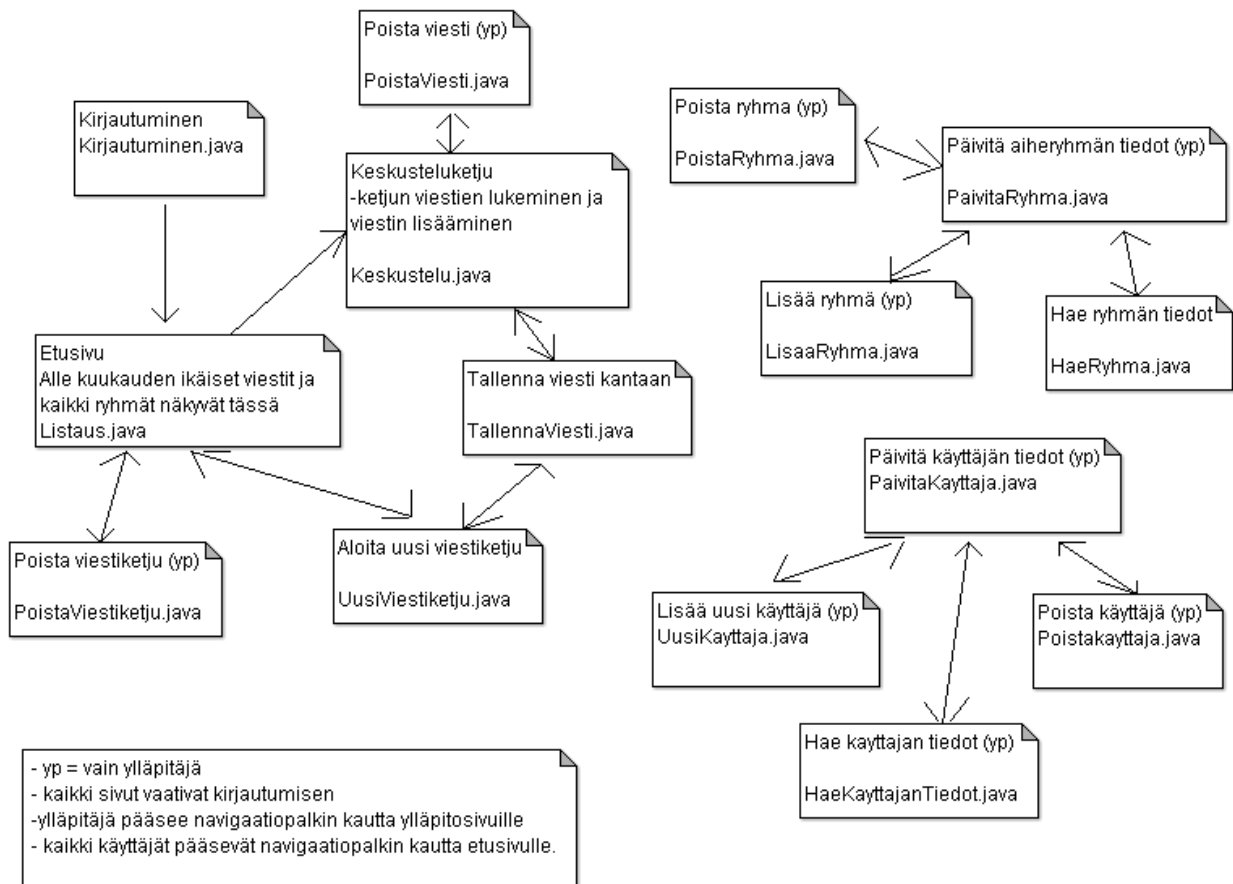 Poista viesti (yp)
PoistaViesti.java
Kirjautuminen
Kirjautuminen.java
Keskusteluketju
-ketjun viestien lukeminen ja
viestin lisääminen
Keskustelu.java
Etusivu
Alle kuukauden ikäiset viestit ja
kaikki ryhmät näkyvät tässä
Listaus.java
Tallenna viesti kantaan
TallennaViesti.java
Poista viestiketju (yp)
PoistaViestiketju.java
Aloita uusi viestiketju
UusiViestiketju.java
Poista ryhma (yp)
PoistaRyhma.java
Päivitä aiheryhmän tiedot (yp)
PaivitaRyhma.java
Lisää ryhmä (yp)
LisaaRyhma.java
Hae ryhmän tiedot
HaeRyhma.java
Päivitä käyttäjän tiedot (yp)
PaivitaKayttaja.java
Lisää uusi käyttäjä (yp)
UusiKayttaja.java
Poista käyttäjä (yp)
Poistakayttaja.java
Hae kayttajan tiedot (yp)
HaeKayttajanTiedot.java
- yp = vain ylläpitäjä
- kaikki sivut vaativat kirjautumisen
-ylläpitäjä pääsee navigaatiopalkin kautta ylläpitosivuille
- kaikki käyttäjät pääsevät navigaatiopalkin kautta etusivulle.